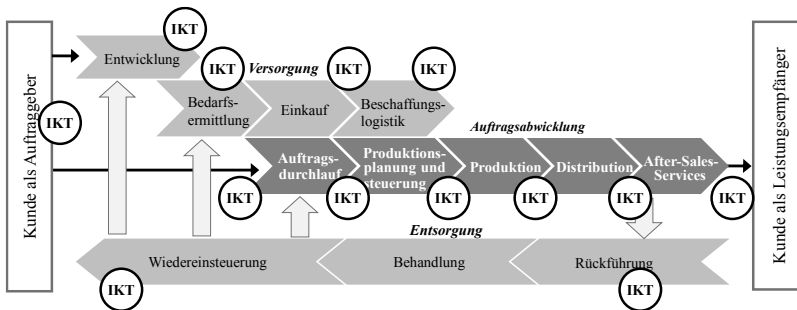 Kunde als Auftraggeber
IKT
Entwicklung
IKT
IKT
Versorgung
IKT
IKT
Bedarfs-
ermittlung
Einkauf
Beschaffungs-
logistik
Auftragsabwicklung
Auftrags-
durchlauf
Produktions-
planung und
steuerung
Produktion
Distribution
After-Sales-
Services
IKT
IKT
IKT
IKT
IKT
IKT
Entsorgung
Wiedereinsteuerung
Behandlung
Rückführung
IKT
IKT
Kunde als Leistungsempfänger